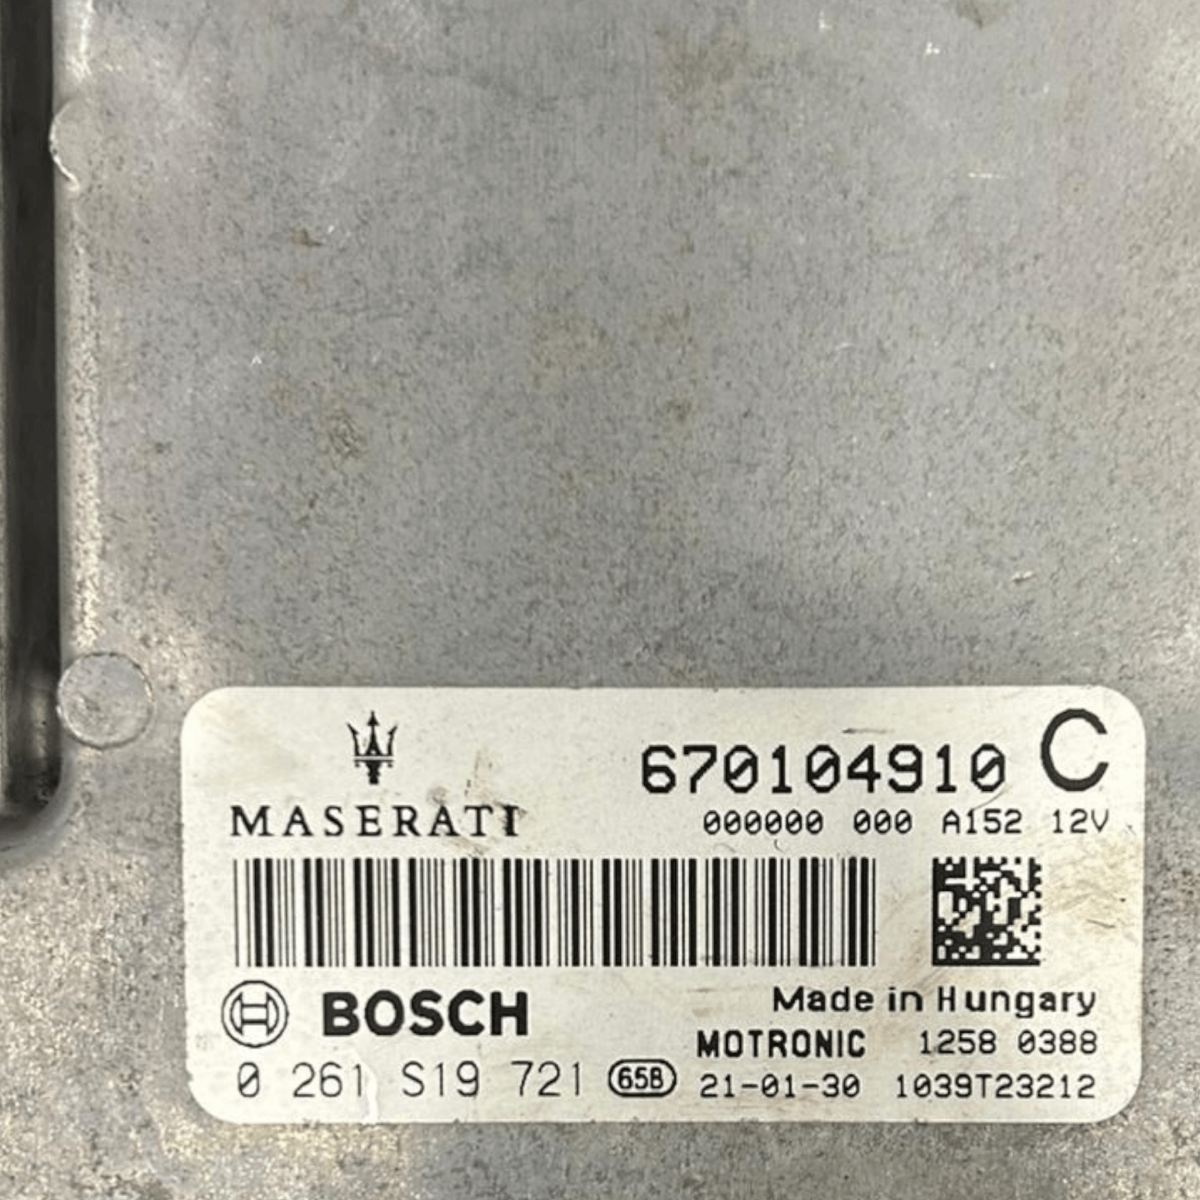 670104910 C
MASERATI
000000 000 A152 12V
BOSCH
Made in Hungary
MOTRONIC 1258 0388
0 261 S19 721 65B 21-01-30 1039T23212